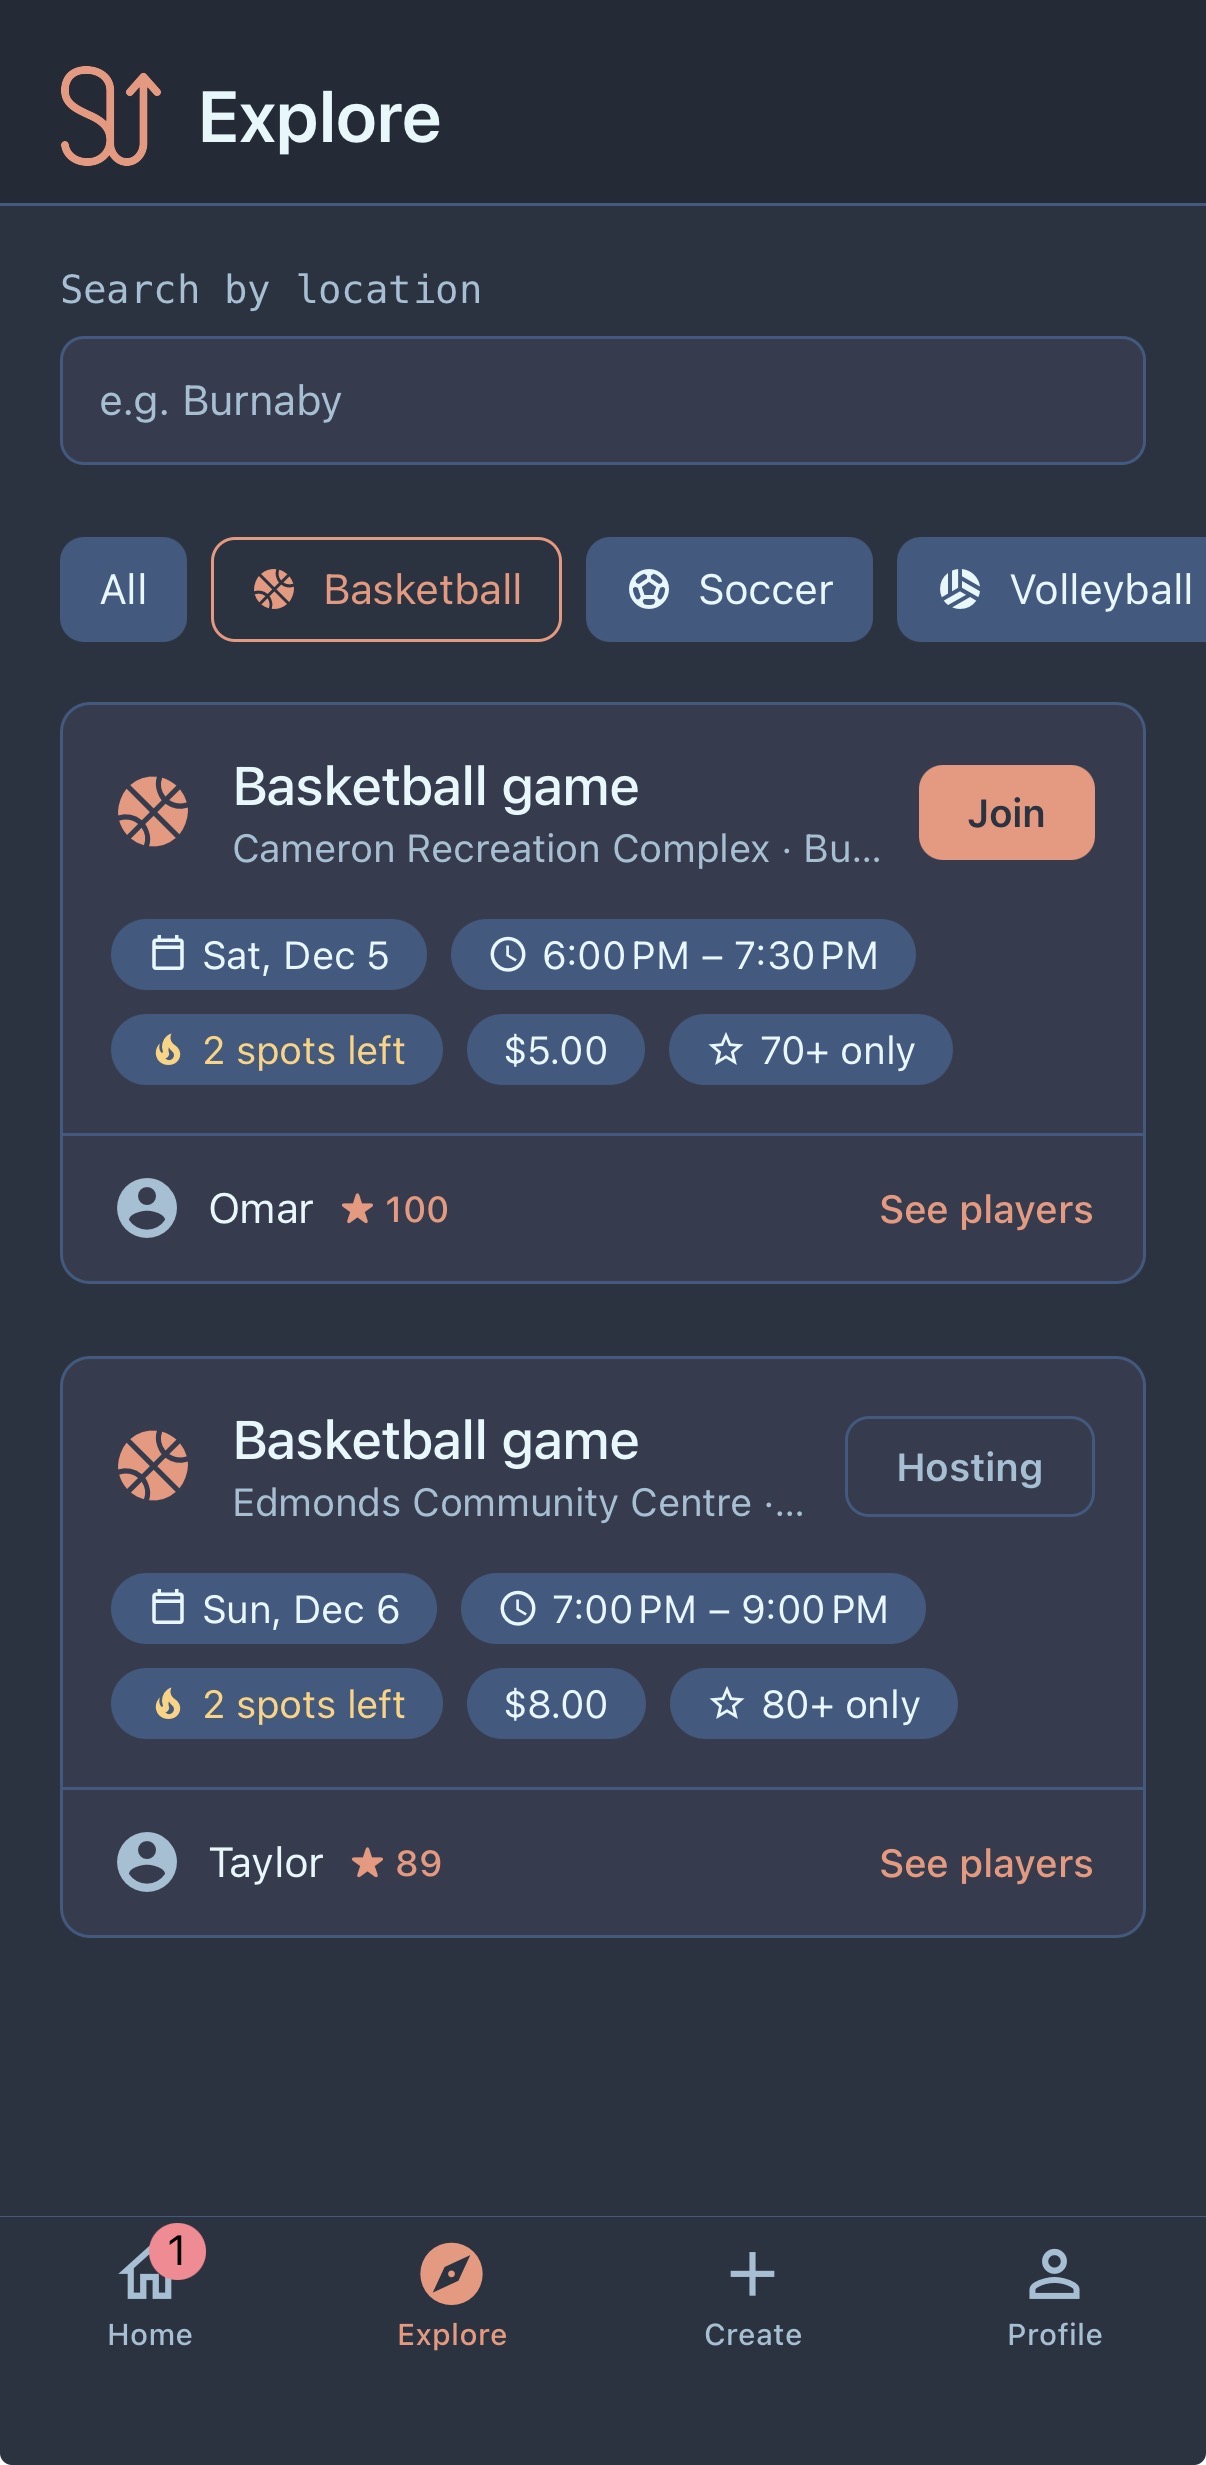 Explore
Search by location
e.g. Burnaby
All Basketball Soccer Volleyball
Basketball game
Cameron Recreation Complex · Bu...
Join
Sat, Dec 5 6:00 PM – 7:30 PM
2 spots left $5.00 70+ only
Omar 100 See players
Basketball game
Edmonds Community Centre ·...
Hosting
Sun, Dec 6 7:00 PM – 9:00 PM
2 spots left $8.00 80+ only
Taylor 89 See players
1
Home Explore Create Profile